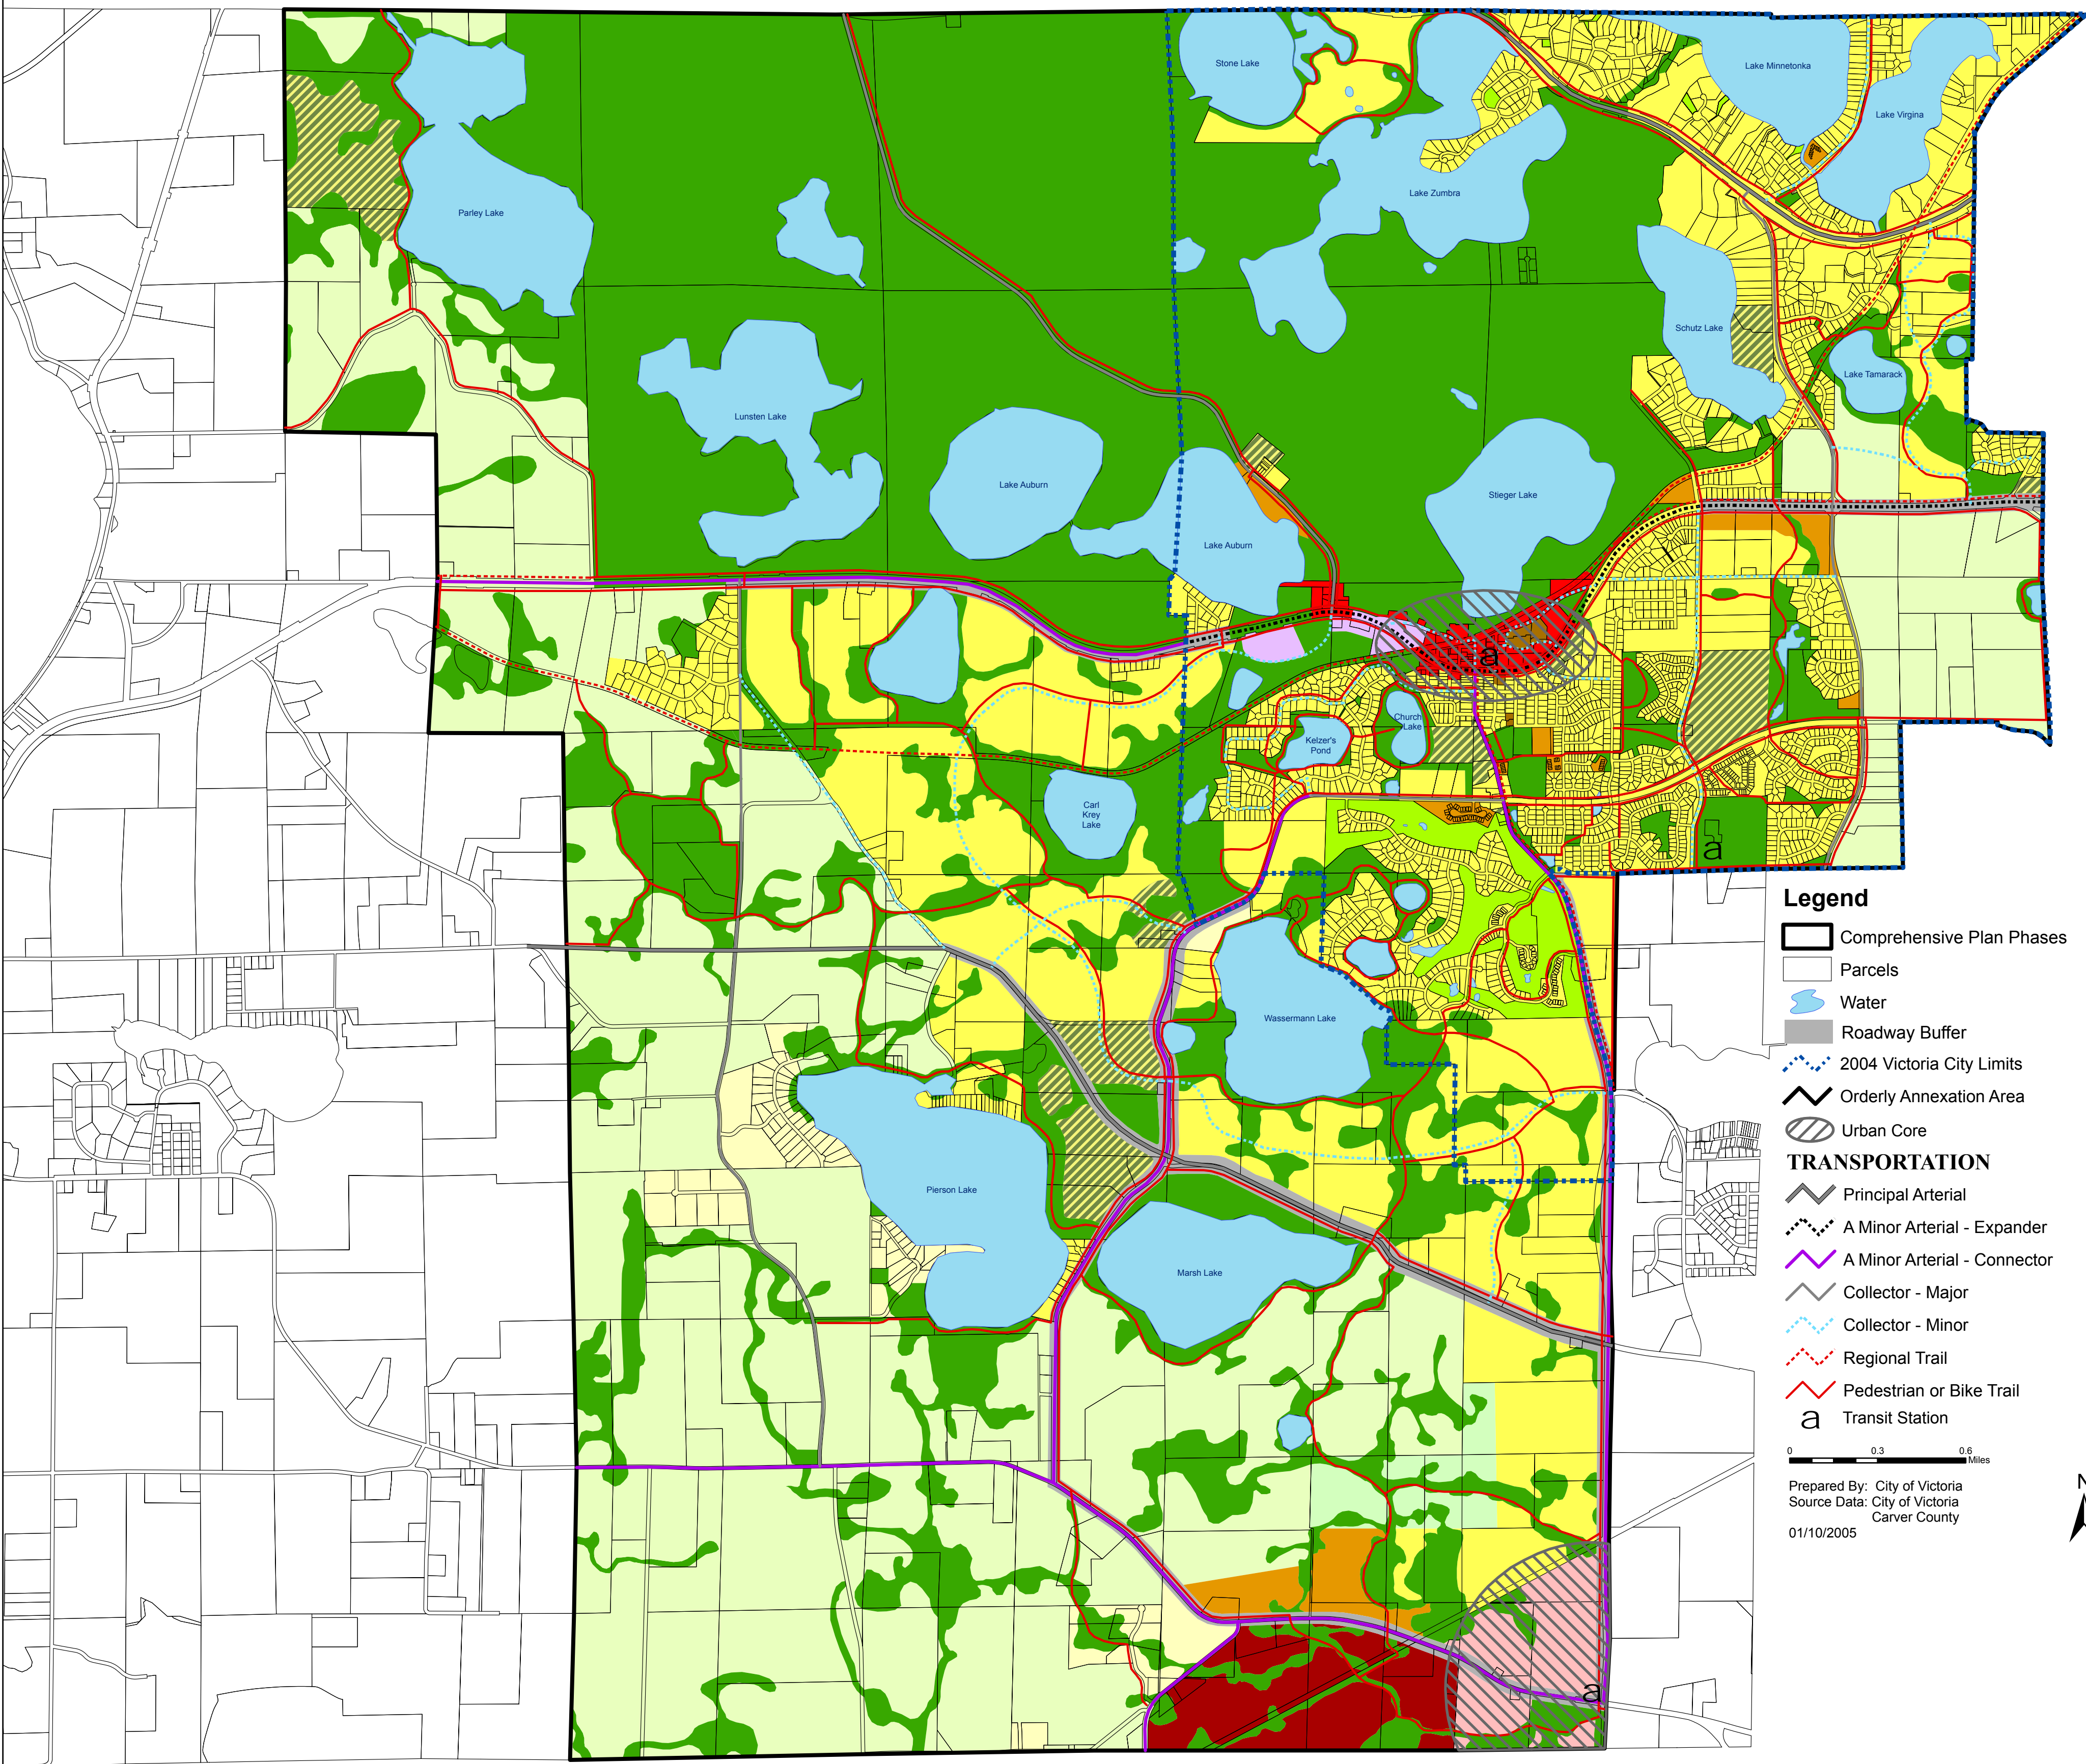 Stone Lake
Lake Minnetonka
Lake Virgina
Lake Zumbra
Parley Lake
Schutz Lake
Lake Tamarack
Lunsten Lake
Lake Auburn
Stieger Lake
Lake Auburn
a
Church
Lake
Kelzer's
Pond
Carl
Krey
Lake
a
Wassermann Lake
Pierson Lake
Marsh Lake
a
Legend
Comprehensive Plan Phases
Parcels
Water
Roadway Buffer
2004 Victoria City Limits
Orderly Annexation Area
Urban Core
TRANSPORTATION
Principal Arterial
A Minor Arterial - Expander
A Minor Arterial - Connector
Collector - Major
Collector - Minor
Regional Trail
Pedestrian or Bike Trail
a Transit Station
0 0.3 0.6
Miles
Prepared By: City of Victoria
Source Data: City of Victoria
Carver County
01/10/2005
N